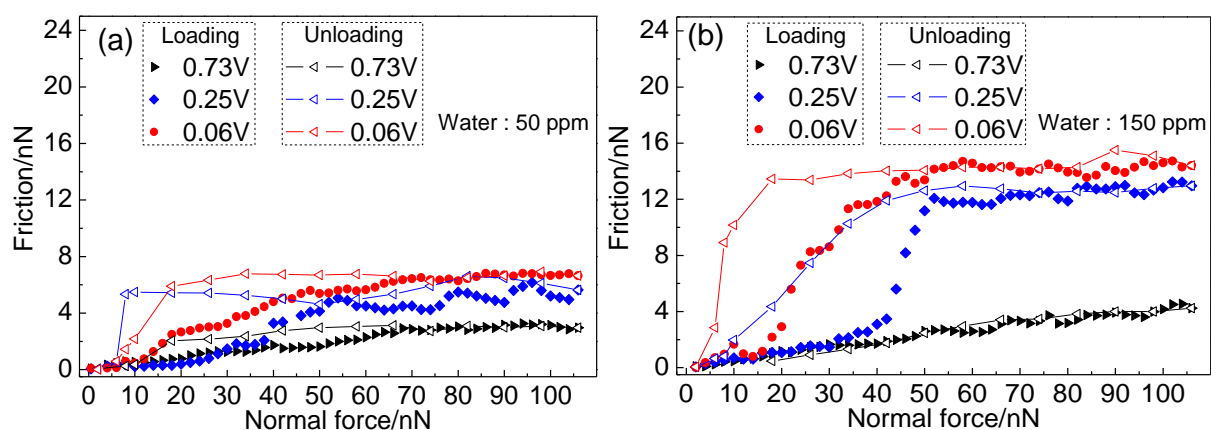 (a)
Loading
Unloading
0.73V
0.73V
0.25V
0.25V
0.06V
0.06V
Water : 50 ppm
24
20
16
12
8
4
0
Friction/nN
0 10 20 30 40 50 60 70 80 90 100
Normal force/nN
(b)
Loading
Unloading
0.73V
0.73V
0.25V
0.25V
0.06V
0.06V
Water : 150 ppm
24
20
16
12
8
4
0
Friction/nN
0 10 20 30 40 50 60 70 80 90 100
Normal force/nN